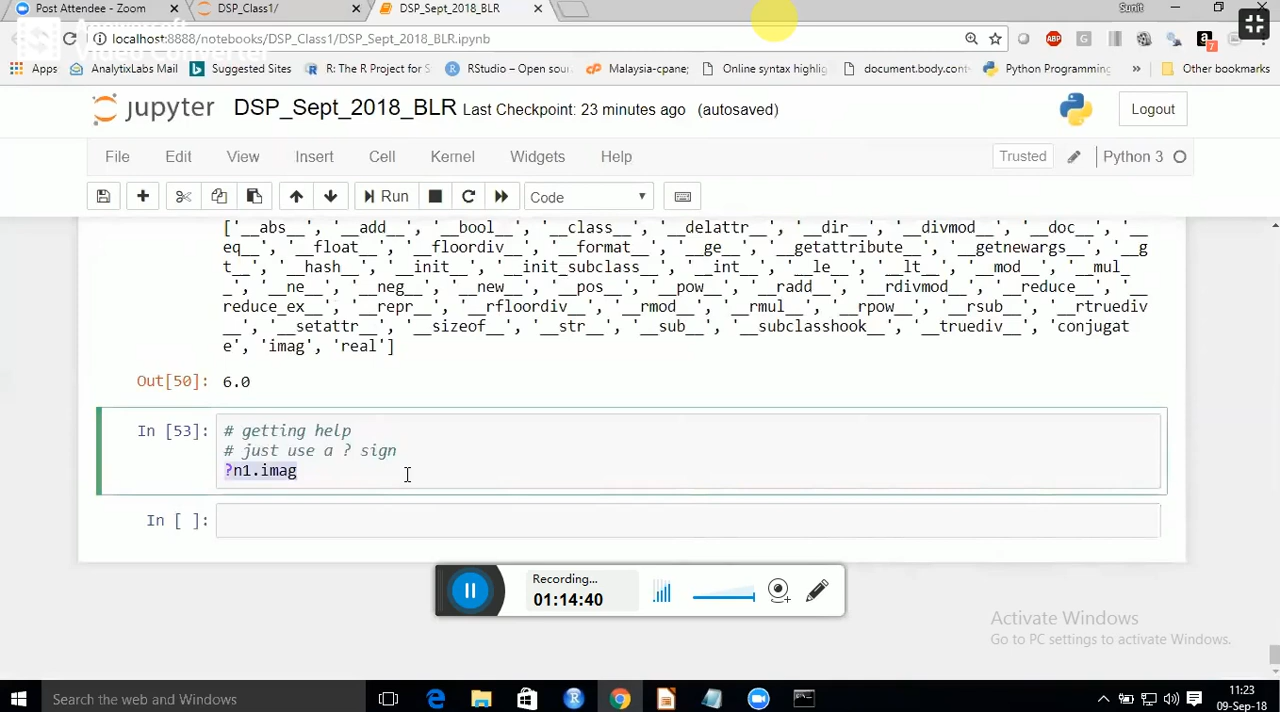 Post Attendee - Zoom
DSP_Class1/
DSP_Sept_2018_BLR
Sunit
localhost:8888/notebooks/DSP_Class1/DSP_Sept_2018_BLR.ipynb
Apps
AnalytixLabs Mail
Suggested Sites
R: The R Project for S
RStudio – Open sou
Malaysia-cpane;
Online syntax highlig
document.body.cont
Python Programming
»
Other bookmarks
jupyter
DSP_Sept_2018_BLR Last Checkpoint: 23 minutes ago (autosaved)
Logout
File Edit View Insert Cell Kernel Widgets Help
Trusted
Python 3
Run
Code
['__abs__', '__add__', '__bool__', '__class__', '__delattr__', '__dir__', '__divmod__', '__doc__', '__
eq__', '__float__', '__floordiv__', '__format__', '__ge__', '__getattribute__', '__getnewargs__', '__g
t__', '__hash__', '__init__', '__init_subclass__', '__int__', '__le__', '__lt__', '__mod__', '__mul_
_', '__ne__', '__neg__', '__new__', '__pos__', '__pow__', '__radd__', '__rdivmod__', '__reduce__', '__
reduce_ex__', '__repr__', '__rfloordiv__', '__rmod__', '__rmul__', '__rpow__', '__rsub__', '__rtruediv
__', '__setattr__', '__sizeof__', '__str__', '__sub__', '__subclasshook__', '__truediv__', 'conjugat
e', 'imag', 'real']
Out[50]: 6.0
In [53]:
# getting help
# just use a ? sign
?n1.imag
In [ ]:
Recording...
01:14:40
Activate Windows
Go to PC settings to activate Windows.
Search the web and Windows
11:23
09-Sep-18